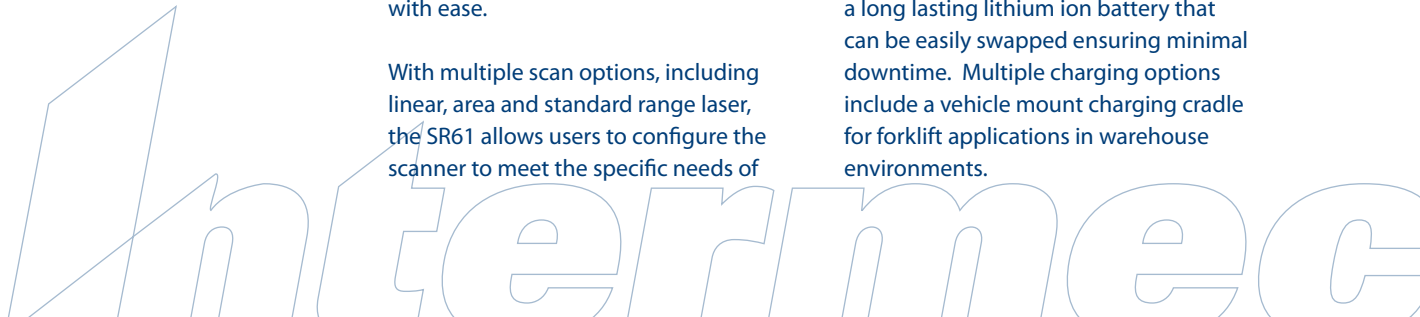 with ease.
With multiple scan options, including
linear, area and standard range laser,
the SR61 allows users to configure the
scanner to meet the specific needs of
a long lasting lithium ion battery that
can be easily swapped ensuring minimal
downtime.  Multiple charging options
include a vehicle mount charging cradle
for forklift applications in warehouse
environments.
Intermec